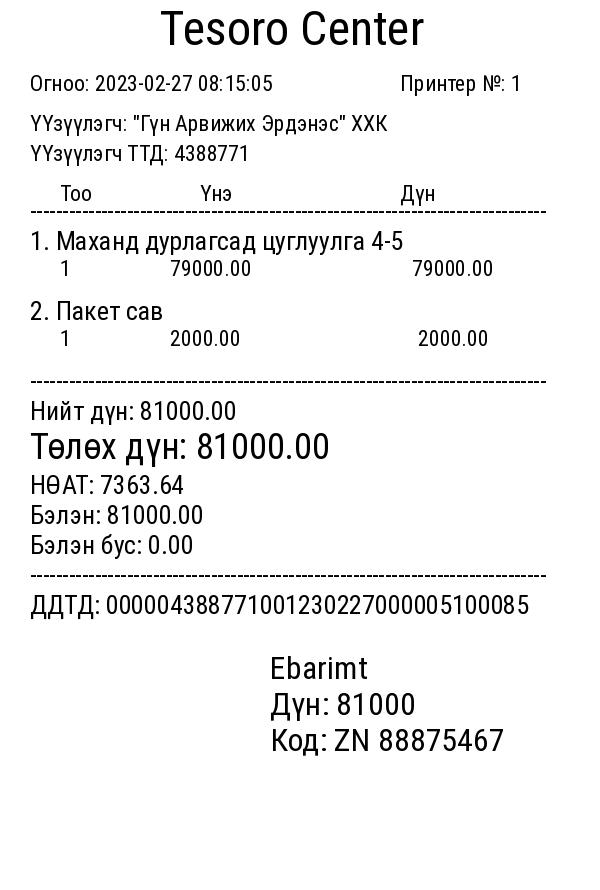 Tesoro Center
Огноо: 2023-02-27 08:15:05 Принтер №: 1
ҮҮзүүлэгч: "Гүн Арвижих Эрдэнэс" ХХК
ҮҮзүүлэгч ТТД: 4388771
Тоо Үнэ Дүн
--------------------------------------------------------------------------------
1. Маханд дурлагсад цуглуулга 4-5
1 79000.00 79000.00
2. Пакет сав
1 2000.00 2000.00
--------------------------------------------------------------------------------
Нийт дүн: 81000.00
Төлөх дүн: 81000.00
НӨАТ: 7363.64
Бэлэн: 81000.00
Бэлэн бус: 0.00
--------------------------------------------------------------------------------
ДДТД: 000004388771001230227000005100085
Ebarimt
Дүн: 81000
Код: ZN 88875467